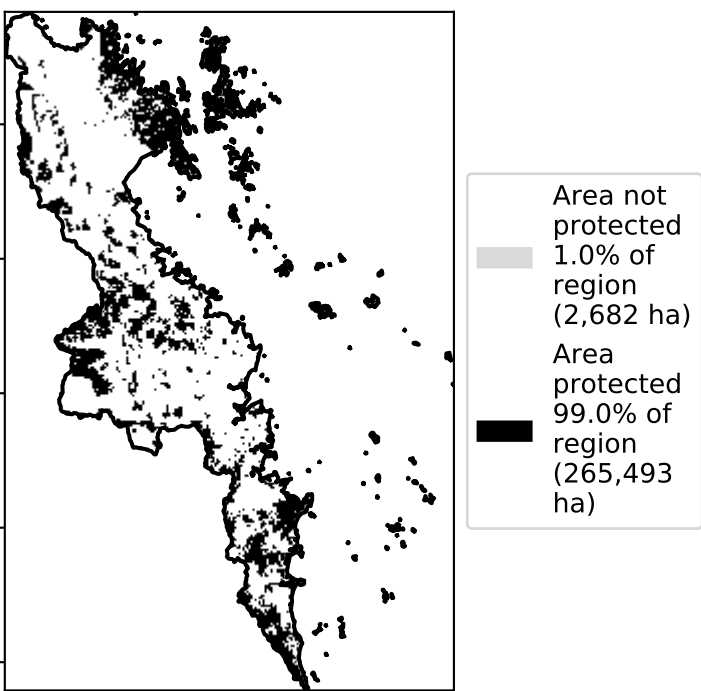 Area not
protected
1.0% of
region
(2,682 ha)
Area
protected
99.0% of
region
(265,493
ha)